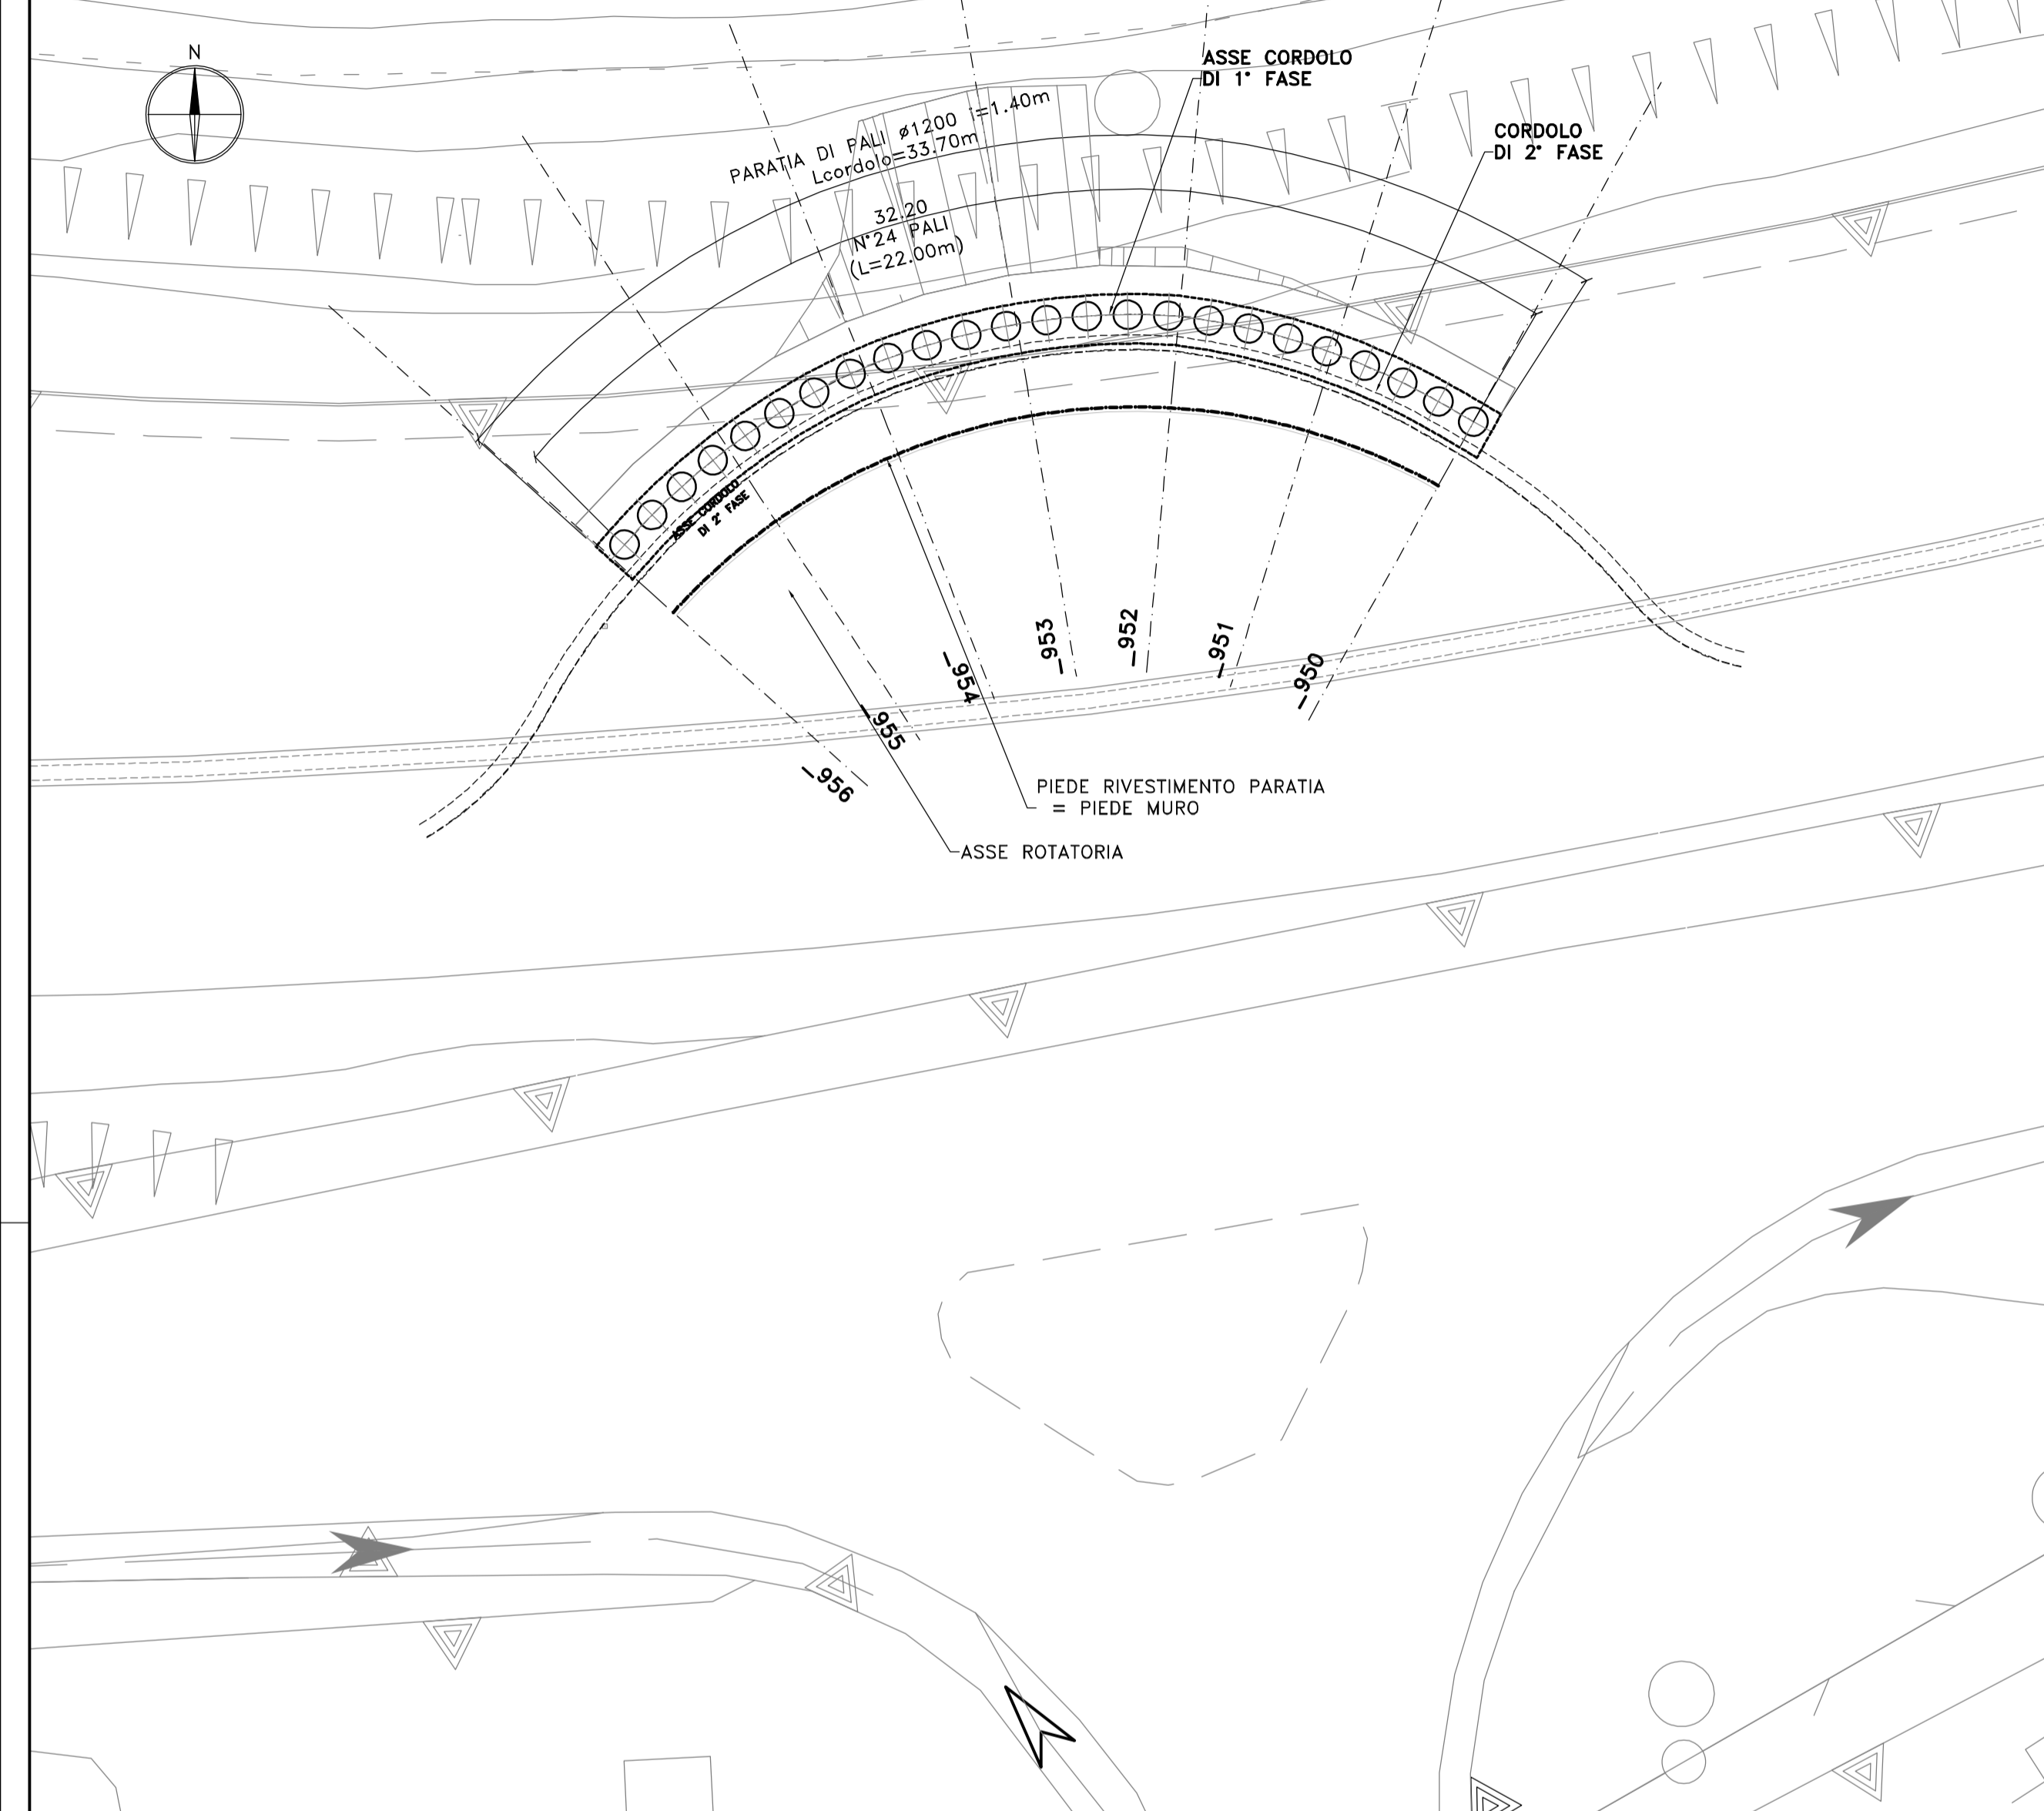 N
ASSE CORDOLO
DI 1° FASE
CORDOLO
DI 2° FASE
PARATIA DI PALI ø1200 i=1.40m
Lcordolo=33.70m
32.20
N°24 PALI
(L=22.00m)
ASSE CORDOLO
DI 2° FASE
953
952
951
950
954
955
956
PIEDE RIVESTIMENTO PARATIA
= PIEDE MURO
ASSE ROTATORIA